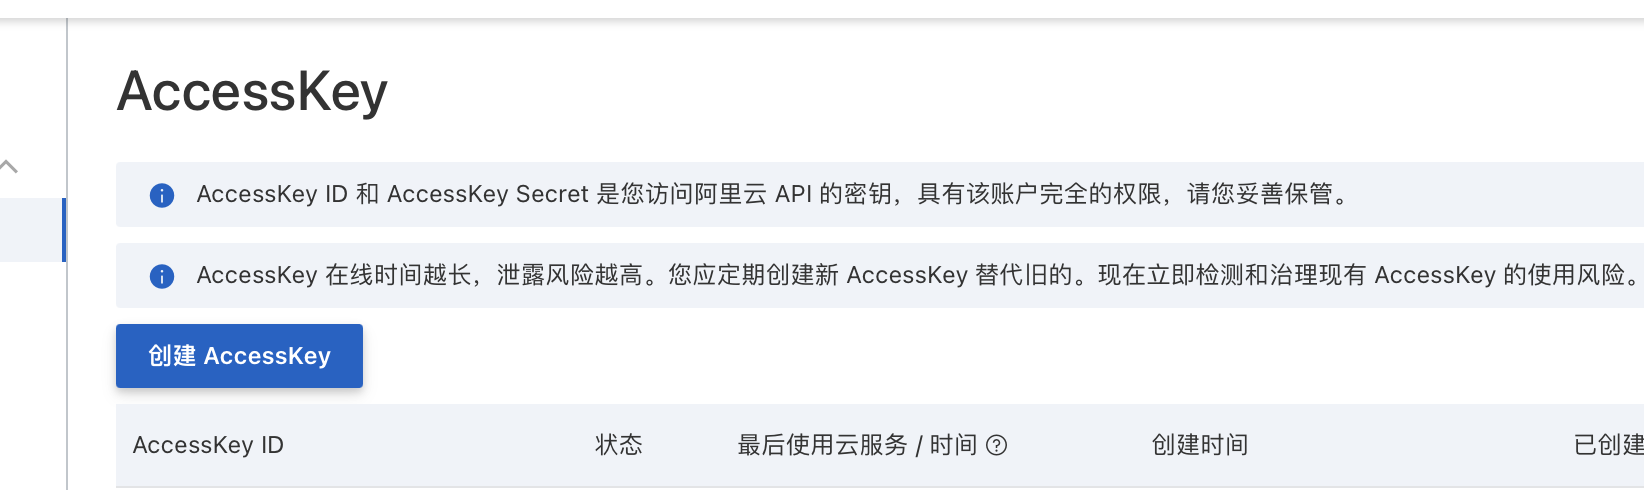 AccessKey
AccessKey ID 和 AccessKey Secret 是您访问阿里云 API 的密钥，具有该账户完全的权限，请您妥善保管。
AccessKey 在线时间越长，泄露风险越高。您应定期创建新 AccessKey 替代旧的。现在立即检测和治理现有 AccessKey 的使用风险。
创建 AccessKey
AccessKey ID 状态 最后使用云服务 / 时间 创建时间 已创建